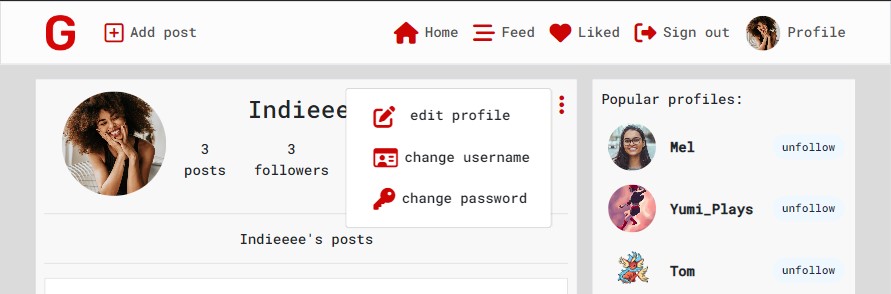 G
Add post
Home
Feed
Liked
Sign out
Profile
Indieee
3
posts
3
followers
edit profile
change username
change password
Indieeee's posts
Popular profiles:
Mel
unfollow
Yumi_Plays
unfollow
Tom
unfollow